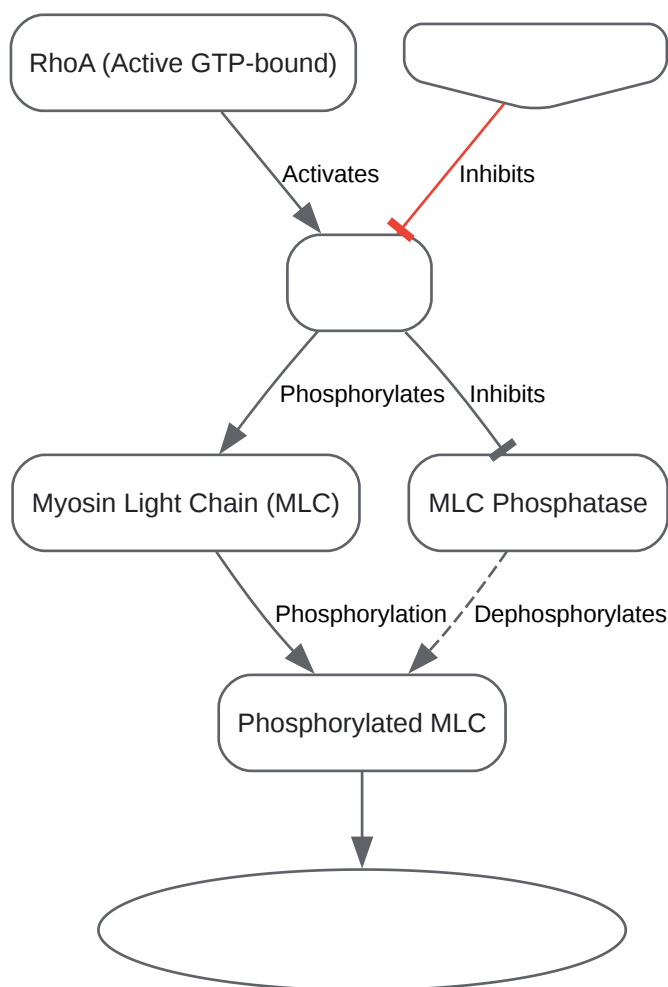 RhoA (Active GTP-bound)
Activates
Inhibits
Phosphorylates
Inhibits
Myosin Light Chain (MLC)
MLC Phosphatase
Phosphorylation
Dephosphorylates
Phosphorylated MLC